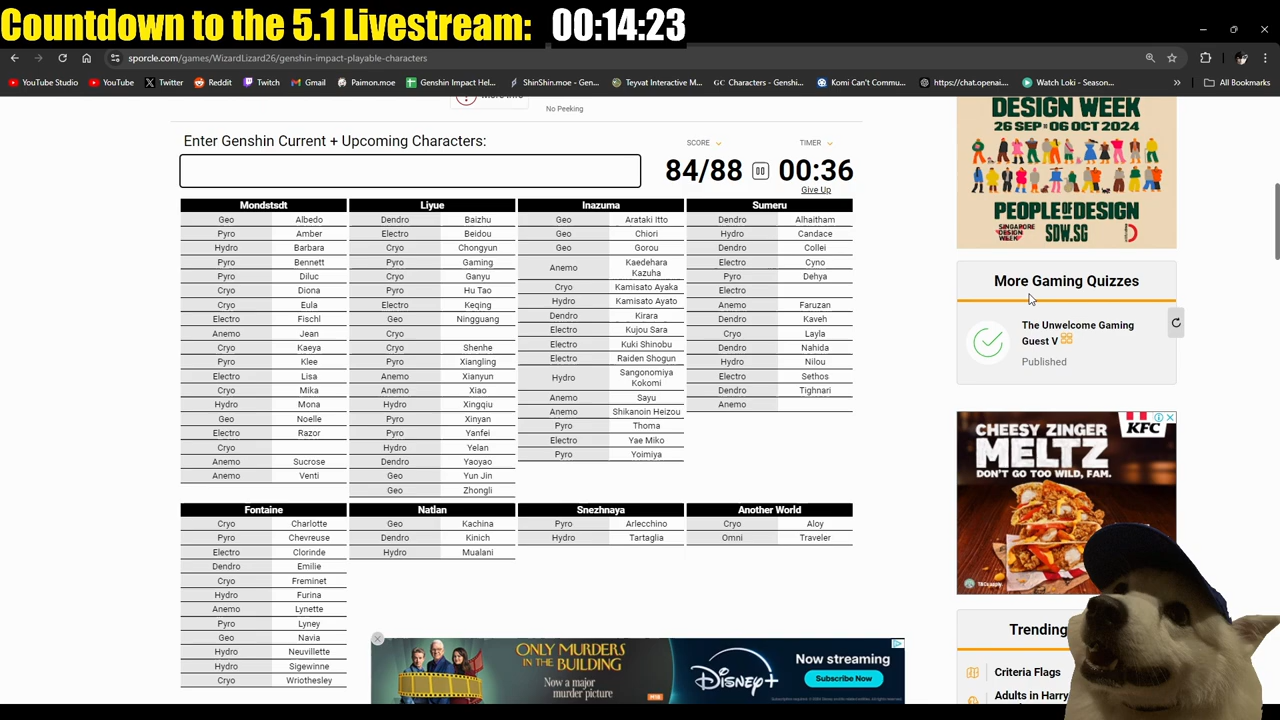 Countdown to the 5.1 Livestream: 00:14:23
sporcle.com/games/WizardLizard26/genshin-impact-playable-characters
YouTube Studio YouTube Twitter Reddit Twitch Gmail Paimon.moe Genshin Impact Hel... ShinShin.moe - Gen... Teyvat Interactive M... GC Characters - Genshi... Komi Can't Commu... https://chat.openai.... Watch Loki - Season... » All Bookmarks
No Peeking
Enter Genshin Current + Upcoming Characters:
SCORE TIMER
84/88 00:36
Give Up
Mondstsdt
Geo Albedo
Pyro Amber
Hydro Barbara
Pyro Bennett
Pyro Diluc
Cryo Diona
Cryo Eula
Electro Fischl
Anemo Jean
Cryo Kaeya
Pyro Klee
Electro Lisa
Cryo Mika
Hydro Mona
Geo Noelle
Electro Razor
Cryo
Anemo Sucrose
Anemo Venti
Liyue
Dendro Baizhu
Electro Beidou
Cryo Chongyun
Pyro Gaming
Cryo Ganyu
Pyro Hu Tao
Electro Keqing
Geo Ningguang
Cryo
Cryo Shenhe
Pyro Xiangling
Anemo Xianyun
Anemo Xiao
Hydro Xingqiu
Pyro Xinyan
Pyro Yanfei
Hydro Yelan
Dendro Yaoyao
Geo Yun Jin
Geo Zhongli
Inazuma
Geo Arataki Itto
Geo Chiori
Geo Gorou
Anemo Kaedehara
Kazuha
Cryo Kamisato Ayaka
Hydro Kamisato Ayato
Dendro Kirara
Electro Kujou Sara
Electro Kuki Shinobu
Electro Raiden Shogun
Hydro Sangonomiya
Kokomi
Anemo Sayu
Anemo Shikanoin Heizou
Pyro Thoma
Electro Yae Miko
Pyro Yoimiya
Sumeru
Dendro Alhaitham
Hydro Candace
Dendro Collei
Electro Cyno
Pyro Dehya
Electro
Anemo Faruzan
Dendro Kaveh
Cryo Layla
Dendro Nahida
Hydro Nilou
Electro Sethos
Dendro Tighnari
Anemo
Fontaine
Cryo Charlotte
Pyro Chevreuse
Electro Clorinde
Dendro Emilie
Cryo Freminet
Hydro Furina
Anemo Lynette
Pyro Lyney
Geo Navia
Hydro Neuvillette
Hydro Sigewinne
Cryo Wriothesley
Natlan
Geo Kachina
Dendro Kinich
Hydro Mualani
Snezhnaya
Pyro Arlecchino
Hydro Tartaglia
Another World
Cryo Aloy
Omni Traveler
ONLY MURDERS
IN THE BUILDING
Now a major
murder picture
Disney+
Now streaming
Subscribe Now
DESIGN WEEK
26 SEP – 06 OCT 2024
PEOPLE OF DESIGN
SINGAPORE
DESIGN
WEEK
SDW.SG
More Gaming Quizzes
The Unwelcome Gaming
Guest V
Published
CHEESY ZINGER
MELTZ
DON'T GO TOO WILD, FAM.
KFC
Trending
Criteria Flags
Adults in Harry